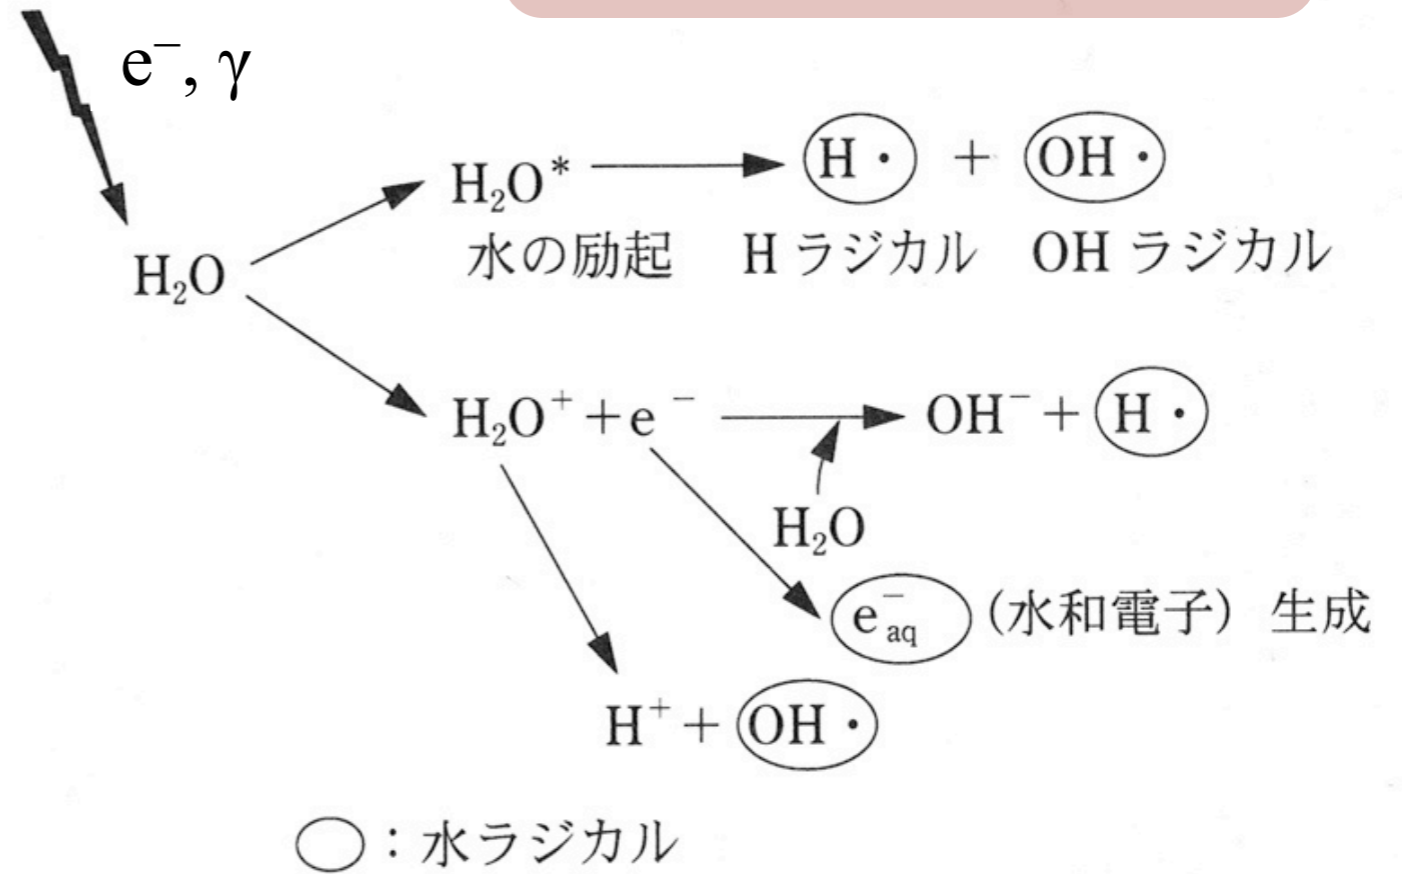 e⁻, γ
H₂O* → H・ + OH・
水の励起 Hラジカル OHラジカル
H₂O
H₂O⁺ + e⁻ → OH⁻ + H・
H₂O
e⁻aq (水和電子) 生成
H⁺ + OH・
○:水ラジカル